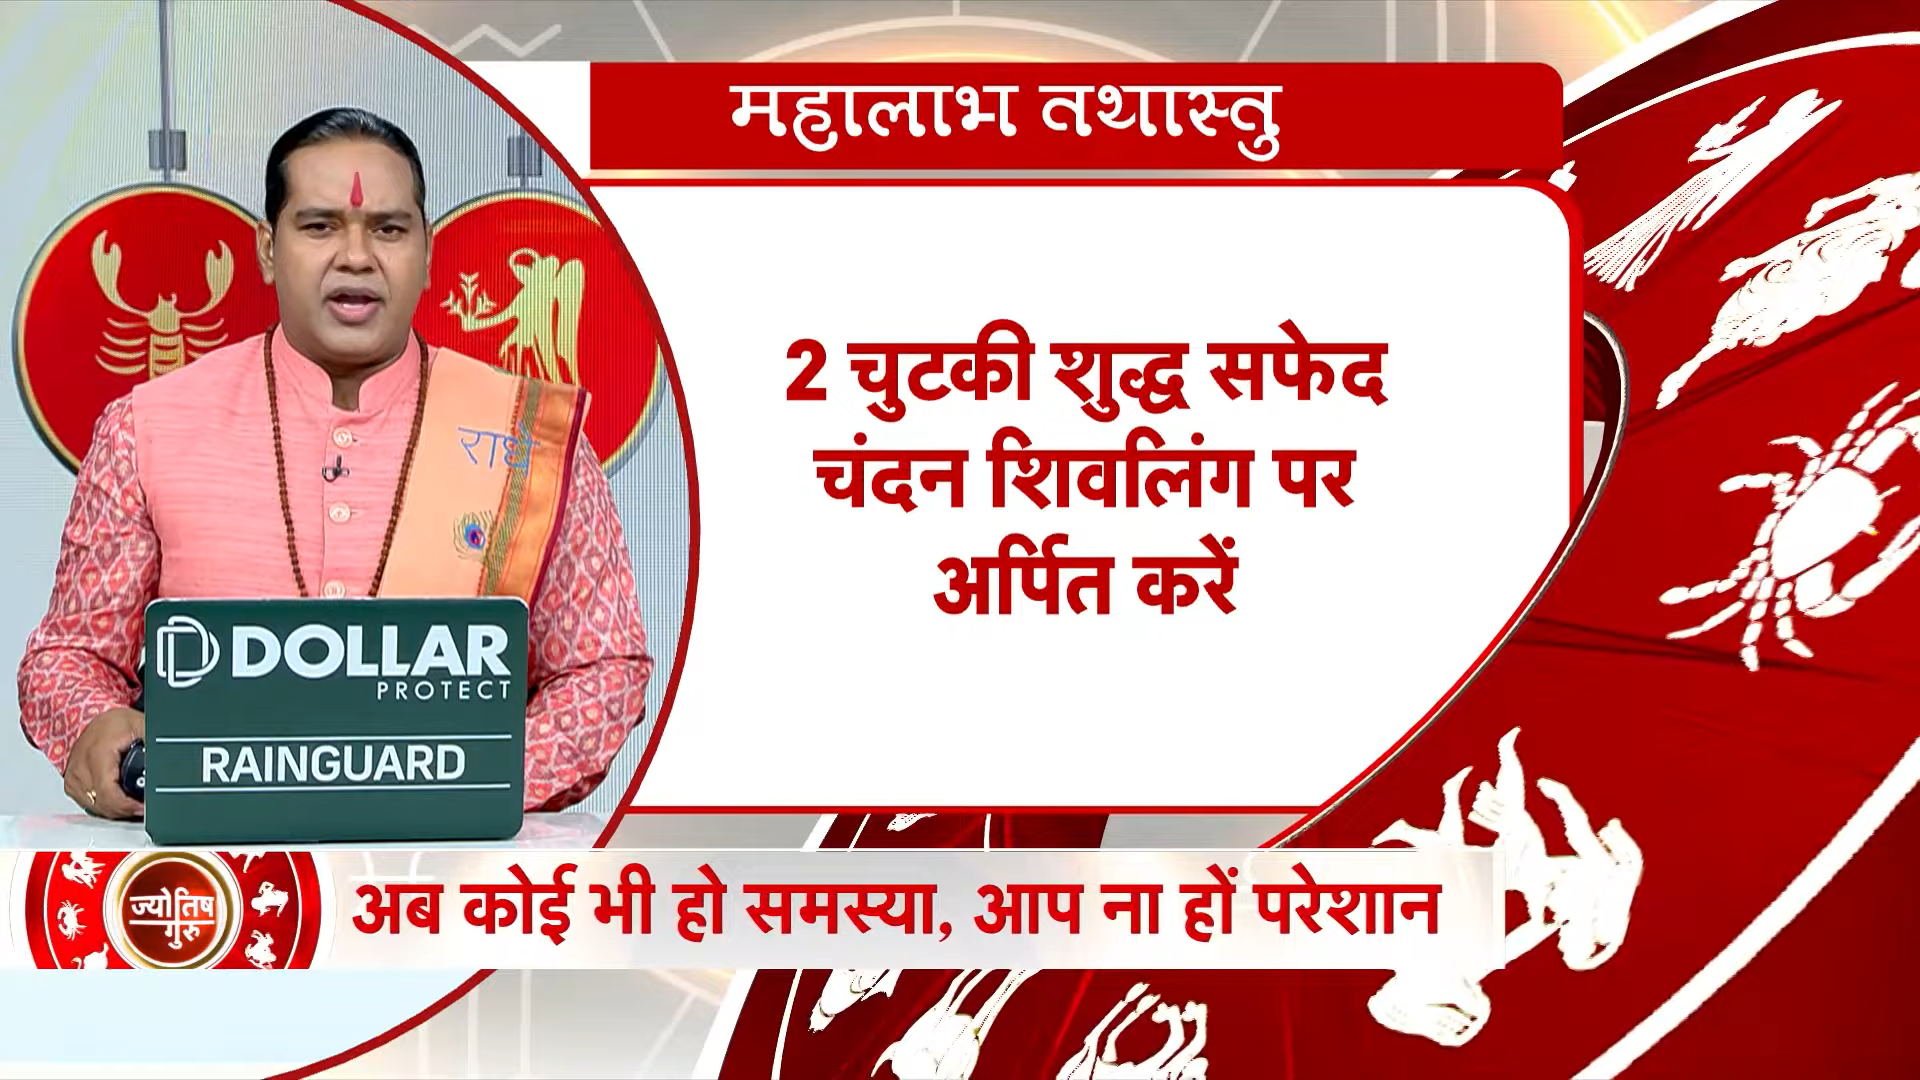 महालाभ तथास्तु
2 चुटकी शुद्ध सफेद
चंदन शिवलिंग पर
अर्पित करें
राधे
DOLLAR
PROTECT
RAINGUARD
ज्योतिष
गुरु
अब कोई भी हो समस्या, आप ना हों परेशान